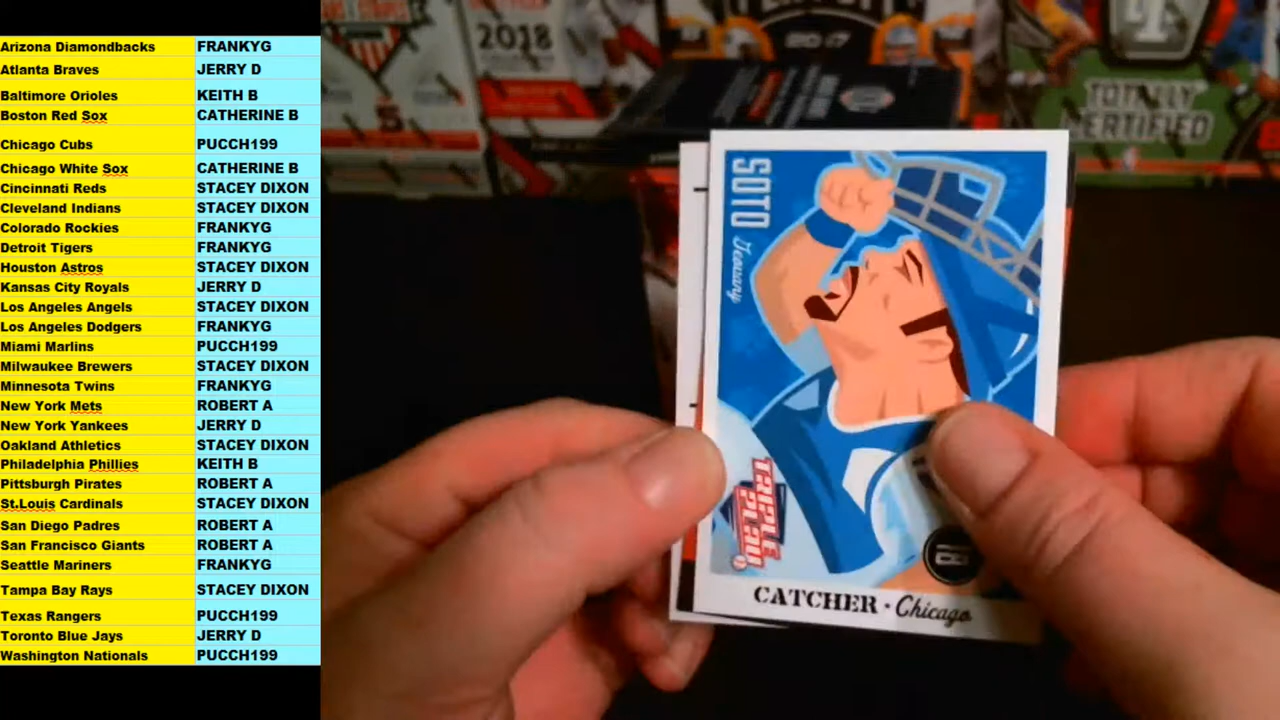 Arizona Diamondbacks FRANKYG
Atlanta Braves JERRY D
Baltimore Orioles KEITH B
Boston Red Sox CATHERINE B
Chicago Cubs PUCCH199
Chicago White Sox CATHERINE B
Cincinnati Reds STACEY DIXON
Cleveland Indians STACEY DIXON
Colorado Rockies FRANKYG
Detroit Tigers FRANKYG
Houston Astros STACEY DIXON
Kansas City Royals JERRY D
Los Angeles Angels STACEY DIXON
Los Angeles Dodgers FRANKYG
Miami Marlins PUCCH199
Milwaukee Brewers STACEY DIXON
Minnesota Twins FRANKYG
New York Mets ROBERT A
New York Yankees JERRY D
Oakland Athletics STACEY DIXON
Philadelphia Phillies KEITH B
Pittsburgh Pirates ROBERT A
St.Louis Cardinals STACEY DIXON
San Diego Padres ROBERT A
San Francisco Giants ROBERT A
Seattle Mariners FRANKYG
Tampa Bay Rays STACEY DIXON
Texas Rangers PUCCH199
Toronto Blue Jays JERRY D
Washington Nationals PUCCH199
2018
2017
5
TOTALLY
CERTIFIED
SOTO
Geovany
TRIPLE
PLAY
CATCHER · Chicago